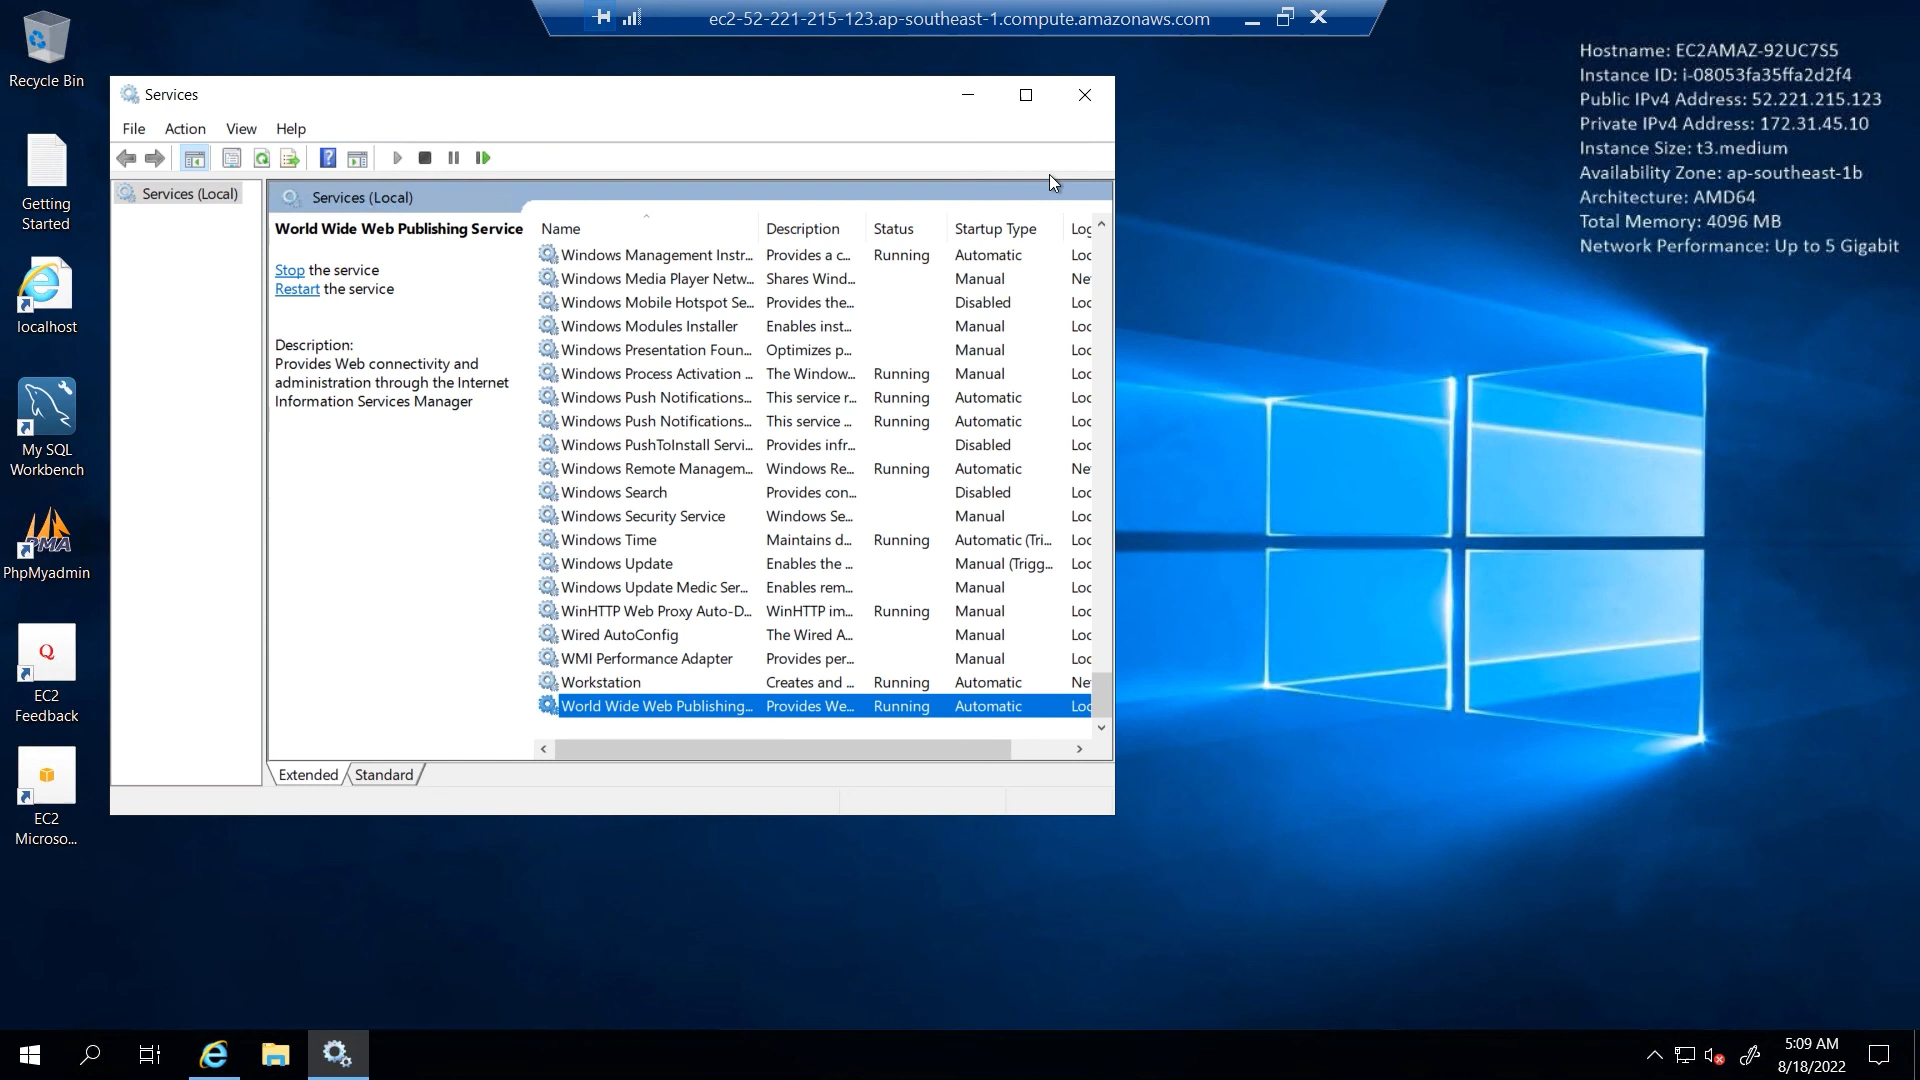 ec2-52-221-215-123.ap-southeast-1.compute.amazonaws.com
Hostname: EC2AMAZ-92UC7S5
Instance ID: i-08053fa35ffa2d2f4
Public IPv4 Address: 52.221.215.123
Private IPv4 Address: 172.31.45.10
Instance Size: t3.medium
Availability Zone: ap-southeast-1b
Architecture: AMD64
Total Memory: 4096 MB
Network Performance: Up to 5 Gigabit
Recycle Bin
Getting
Started
localhost
My SQL
Workbench
PMA
PhpMyadmin
Q
EC2
Feedback
EC2
Microso...
Services
File Action View Help
Services (Local)
Services (Local)
World Wide Web Publishing Service
Stop the service
Restart the service
Description:
Provides Web connectivity and
administration through the Internet
Information Services Manager
Name Description Status Startup Type Log
Windows Management Instr... Provides a c... Running Automatic Loc
Windows Media Player Netw... Shares Wind... Manual Ne
Windows Mobile Hotspot Se... Provides the... Disabled Loc
Windows Modules Installer Enables inst... Manual Loc
Windows Presentation Foun... Optimizes p... Manual Loc
Windows Process Activation ... The Window... Running Manual Loc
Windows Push Notifications... This service r... Running Automatic Loc
Windows Push Notifications... This service ... Running Automatic Loc
Windows PushToInstall Servi... Provides infr... Disabled Loc
Windows Remote Managem... Windows Re... Running Automatic Ne
Windows Search Provides con... Disabled Loc
Windows Security Service Windows Se... Manual Loc
Windows Time Maintains d... Running Automatic (Tri... Loc
Windows Update Enables the ... Manual (Trigg... Loc
Windows Update Medic Ser... Enables rem... Manual Loc
WinHTTP Web Proxy Auto-D... WinHTTP im... Running Manual Loc
Wired AutoConfig The Wired A... Manual Loc
WMI Performance Adapter Provides per... Manual Loc
Workstation Creates and ... Running Automatic Ne
World Wide Web Publishing... Provides We... Running Automatic Loc
Extended Standard
5:09 AM
8/18/2022